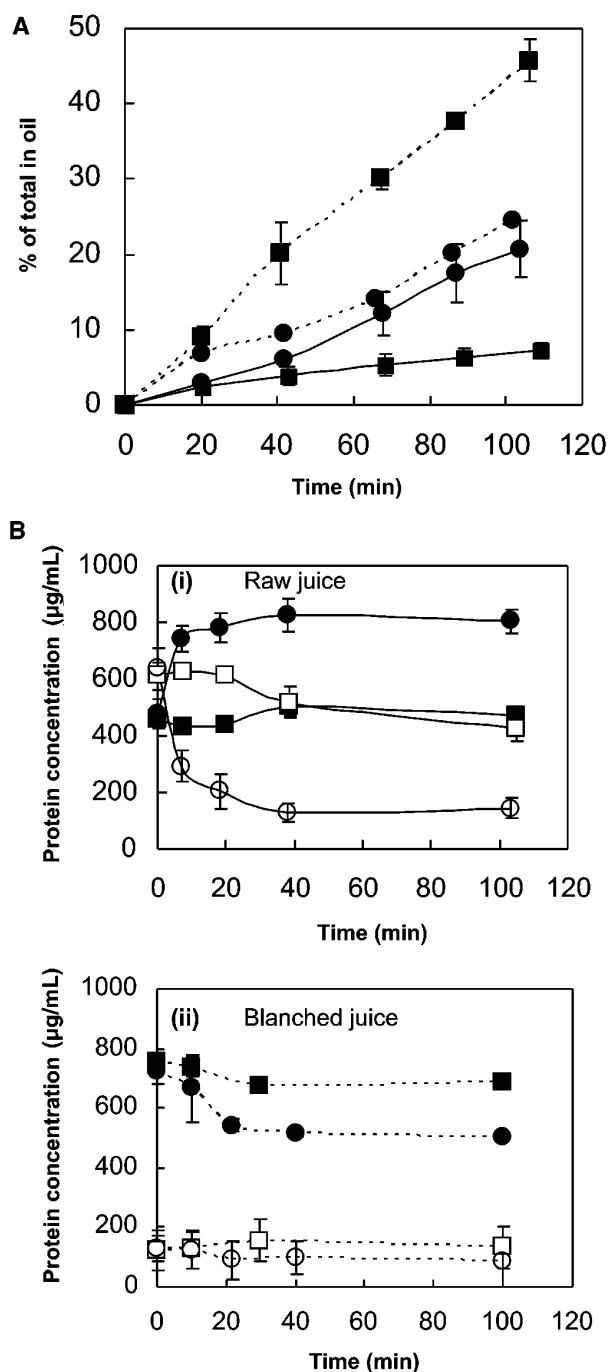 A
50
40
30
20
10
0
% of total in oil
0 20 40 60 80 100 120
Time (min)
B
(i) Raw juice
1000
800
600
400
200
0
Protein concentration (µg/mL)
0 20 40 60 80 100 120
Time (min)
(ii) Blanched juice
1000
800
600
400
200
0
Protein concentration (µg/mL)
0 20 40 60 80 100 120
Time (min)